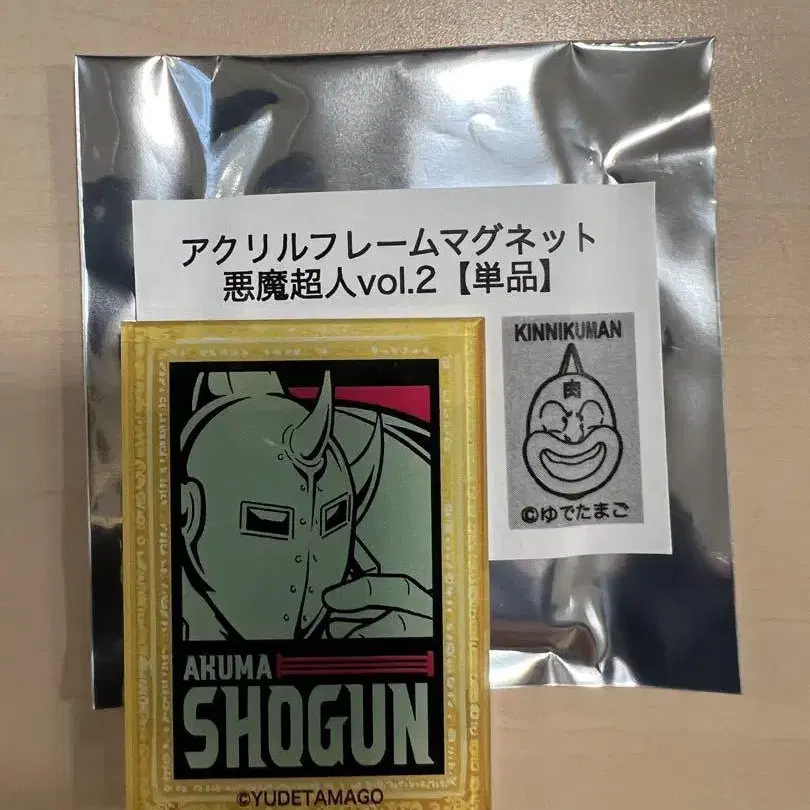 アクリルフレームマグネット
悪魔超人vol.2【単品】
KINNIKUMAN
肉
©ゆでたまご
AKUMA
SHOGUN
©YUDETAMAGO